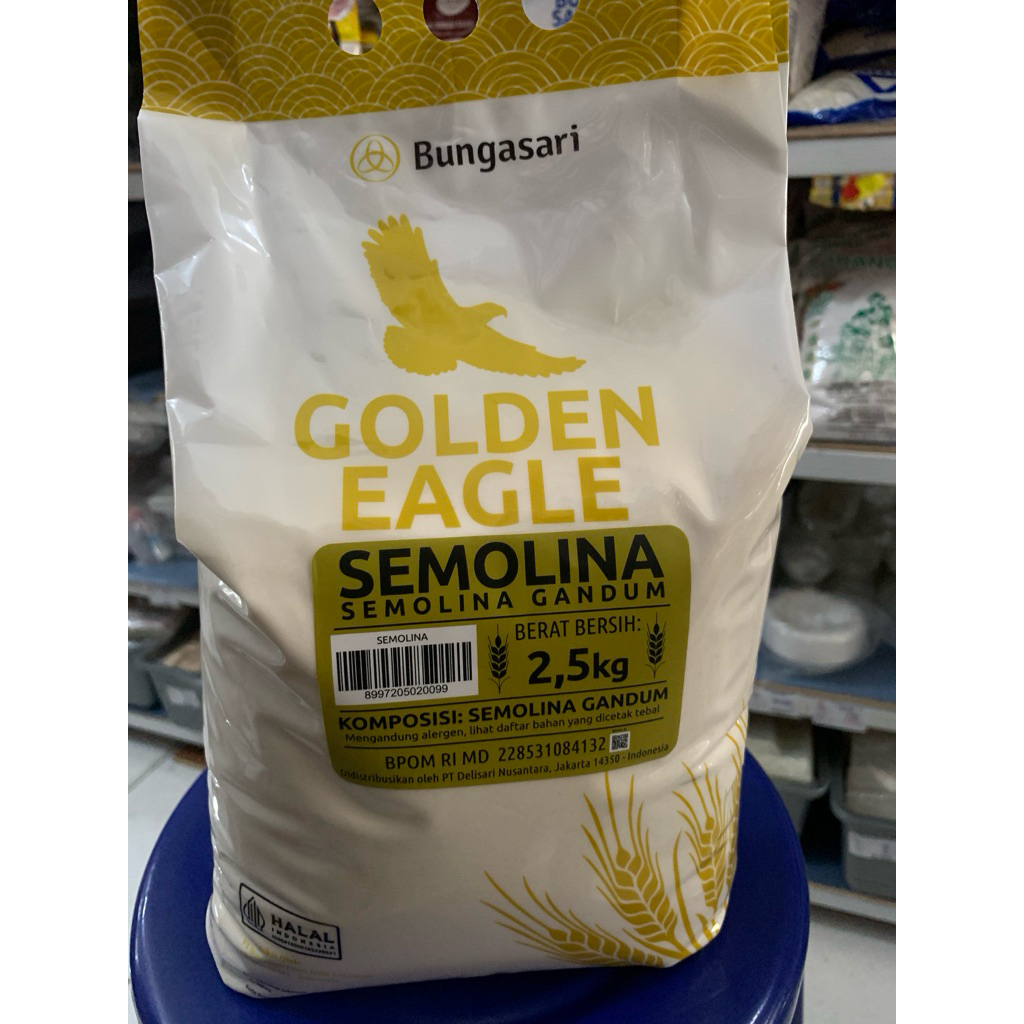 Bungasari
GOLDEN
EAGLE
SEMOLINA
SEMOLINA GANDUM
SEMOLINA
8997205020099
BERAT BERSIH:
2,5kg
KOMPOSISI: SEMOLINA GANDUM
Mengandung alergen, lihat daftar bahan yang dicetak tebal
BPOM RI MD 228531084132
Didistribusikan oleh PT Delisari Nusantara, Jakarta 14350 - Indonesia
HALAL
INDONESIA